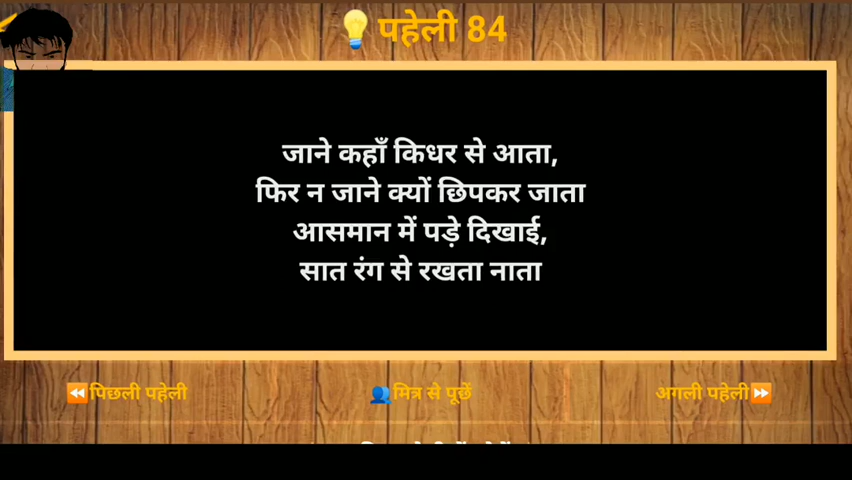 पहेली 84
जाने कहाँ किधर से आता,
फिर न जाने क्यों छिपकर जाता
आसमान में पड़े दिखाई,
सात रंग से रखता नाता
पिछली पहेली
मित्र से पूछें
अगली पहेली